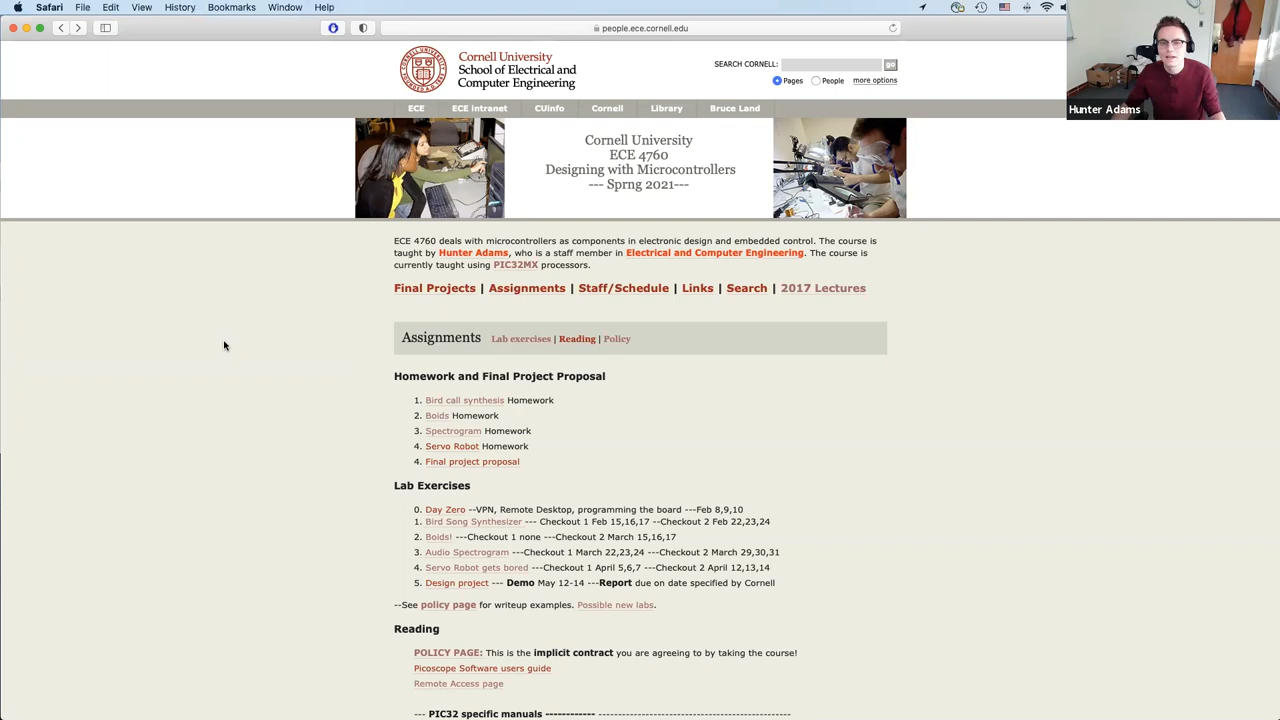 Safari File Edit View History Bookmarks Window Help
people.ece.cornell.edu
Hunter Adams
Cornell University
School of Electrical and
Computer Engineering
SEARCH CORNELL: go
Pages People more options
ECE ECE intranet CUinfo Cornell Library Bruce Land
Cornell University
ECE 4760
Designing with Microcontrollers
--- Sprng 2021---
ECE 4760 deals with microcontrollers as components in electronic design and embedded control. The course is
taught by Hunter Adams, who is a staff member in Electrical and Computer Engineering. The course is
currently taught using PIC32MX processors.
Final Projects | Assignments | Staff/Schedule | Links | Search | 2017 Lectures
Assignments Lab exercises | Reading | Policy
Homework and Final Project Proposal
1. Bird call synthesis Homework
2. Boids Homework
3. Spectrogram Homework
4. Servo Robot Homework
4. Final project proposal
Lab Exercises
0. Day Zero --VPN, Remote Desktop, programming the board ---Feb 8,9,10
1. Bird Song Synthesizer --- Checkout 1 Feb 15,16,17 --Checkout 2 Feb 22,23,24
2. Boids! ---Checkout 1 none ---Checkout 2 March 15,16,17
3. Audio Spectrogram ---Checkout 1 March 22,23,24 ---Checkout 2 March 29,30,31
4. Servo Robot gets bored ---Checkout 1 April 5,6,7 ---Checkout 2 April 12,13,14
5. Design project --- Demo May 12-14 ---Report due on date specified by Cornell
--See policy page for writeup examples. Possible new labs.
Reading
POLICY PAGE: This is the implicit contract you are agreeing to by taking the course!
Picoscope Software users guide
Remote Access page
--- PIC32 specific manuals ------------ -----------------------------------------